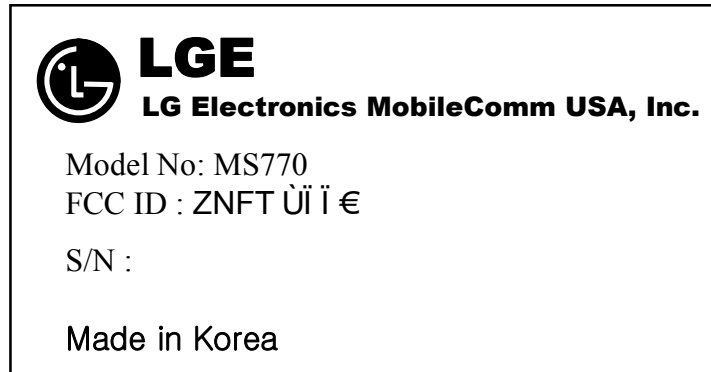 LGE
LG Electronics MobileComm USA, Inc.
Model No: MS770
FCC ID : ZNFT ÙÏ Ï €
S/N :
Made in Korea